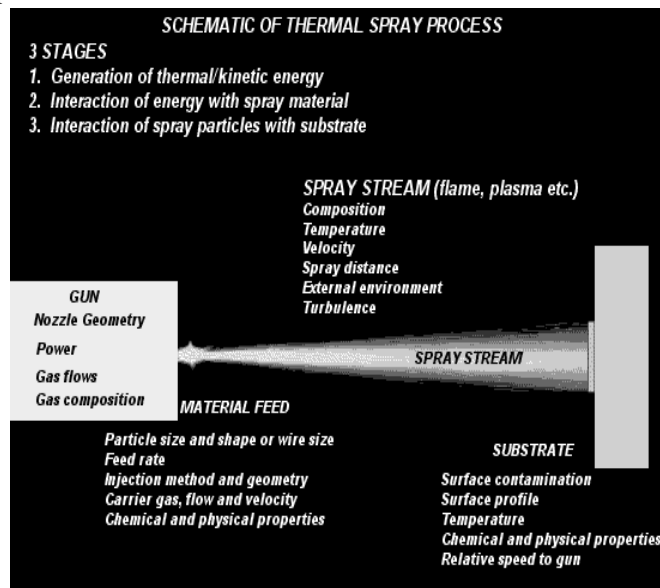 SCHEMATIC OF THERMAL SPRAY PROCESS
3 STAGES
1. Generation of thermal/kinetic energy
2. Interaction of energy with spray material
3. Interaction of spray particles with substrate
SPRAY STREAM (flame, plasma etc.)
Composition
Temperature
Velocity
Spray distance
External environment
Turbulence
GUN
Nozzle Geometry
Power
Gas flows
Gas composition
SPRAY STREAM
MATERIAL FEED
Particle size and shape or wire size
Feed rate
Injection method and geometry
Carrier gas, flow and velocity
Chemical and physical properties
SUBSTRATE
Surface contamination
Surface profile
Temperature
Chemical and physical properties
Relative speed to gun